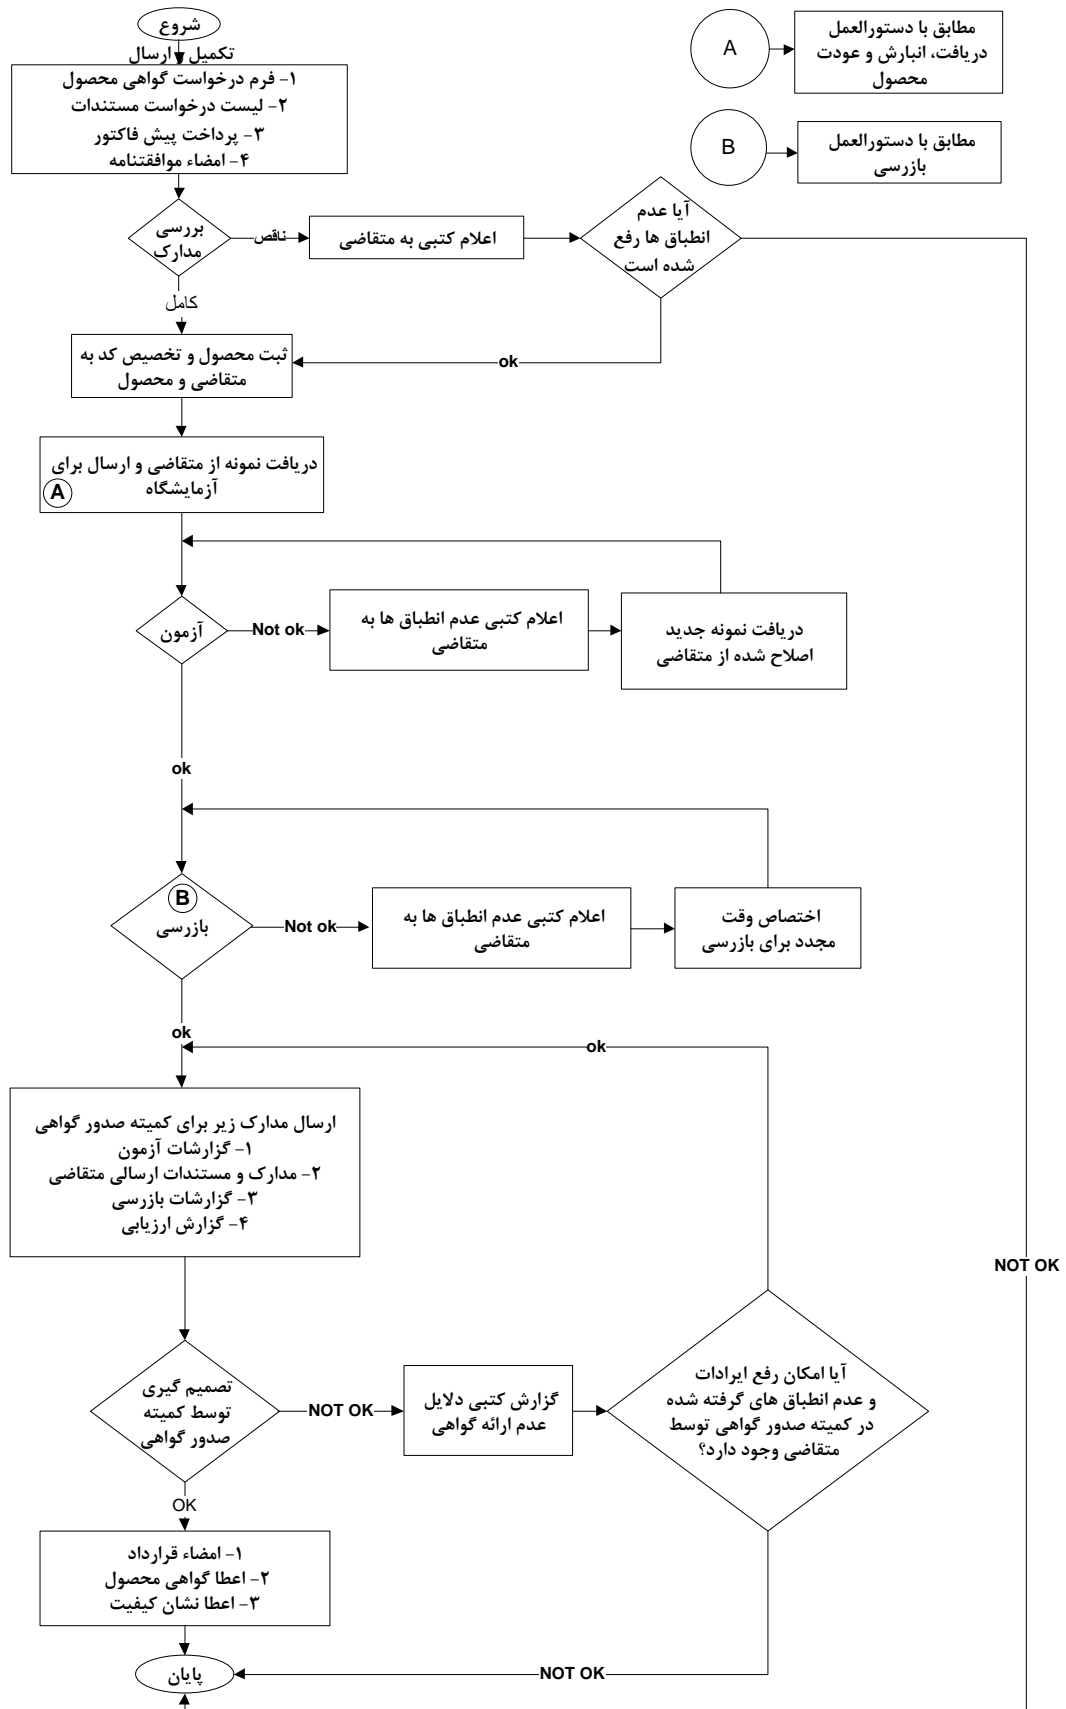 شروع
تکمیل و ارسال
۱- فرم درخواست گواهی محصول
۲- لیست درخواست مستندات
۳- پرداخت پیش فاکتور
۴- امضاء موافقتنامه
A
مطابق با دستورالعمل
دریافت، انبارش و عودت
محصول
B
مطابق با دستورالعمل
بازرسی
بررسی
مدارک
ناقص
اعلام کتبی به متقاضی
آیا عدم
انطباق ها رفع
شده است
کامل
ok
ثبت محصول و تخصیص کد به
متقاضی و محصول
دریافت نمونه از متقاضی و ارسال برای
آزمایشگاه
A
آزمون
Not ok
اعلام کتبی عدم انطباق ها به
متقاضی
دریافت نمونه جدید
اصلاح شده از متقاضی
ok
B
بازرسی
Not ok
اعلام کتبی عدم انطباق ها به
متقاضی
اختصاص وقت
مجدد برای بازرسی
ok
ok
ارسال مدارک زیر برای کمیته صدور گواهی
۱- گزارشات آزمون
۲- مدارک و مستندات ارسالی متقاضی
۳- گزارشات بازرسی
۴- گزارش ارزیابی
NOT OK
تصمیم گیری
توسط کمیته
صدور گواهی
NOT OK
گزارش کتبی دلایل
عدم ارائه گواهی
آیا امکان رفع ایرادات
و عدم انطباق های گرفته شده
در کمیته صدور گواهی توسط
متقاضی وجود دارد؟
OK
۱- امضاء قرارداد
۲- اعطا گواهی محصول
۳- اعطا نشان کیفیت
پایان
NOT OK